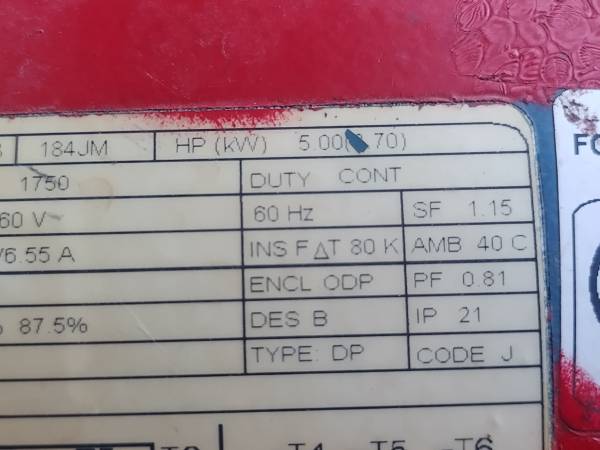 184JM HP (kW) 5.00( .70)
1750 DUTY CONT
60 V 60 Hz SF 1.15
/6.55 A INS F △T 80 K AMB 40 C
ENCL ODP PF 0.81
87.5% DES B IP 21
TYPE: DP CODE J
T4 T5 T6